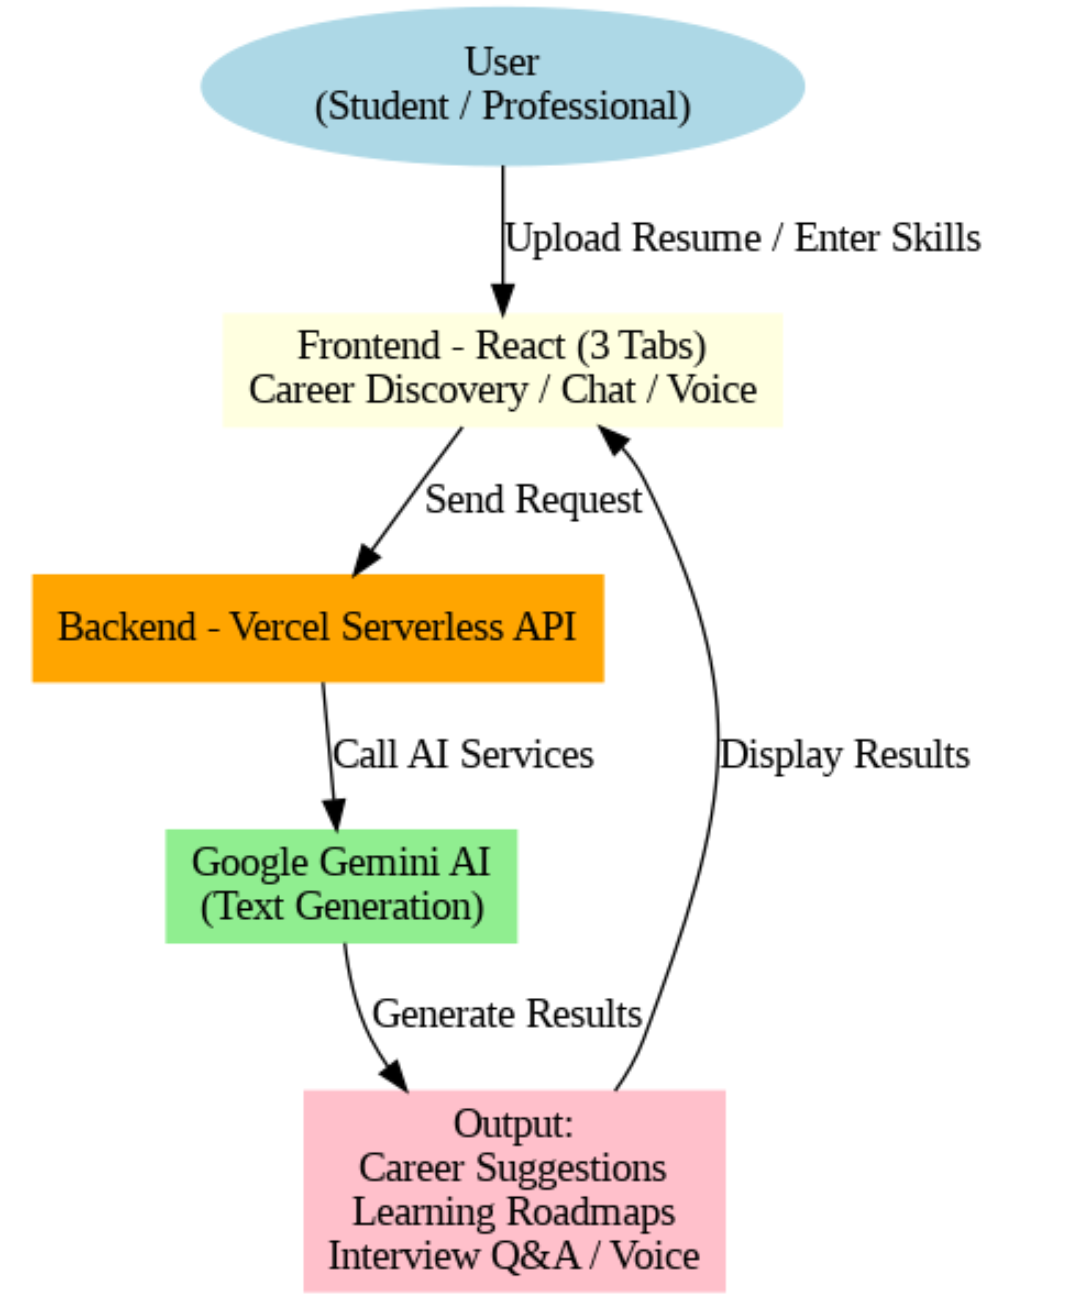 User
(Student / Professional)
Upload Resume / Enter Skills
Frontend - React (3 Tabs)
Career Discovery / Chat / Voice
Send Request
Backend - Vercel Serverless API
Call AI Services
Display Results
Google Gemini AI
(Text Generation)
Generate Results
Output:
Career Suggestions
Learning Roadmaps
Interview Q&A / Voice